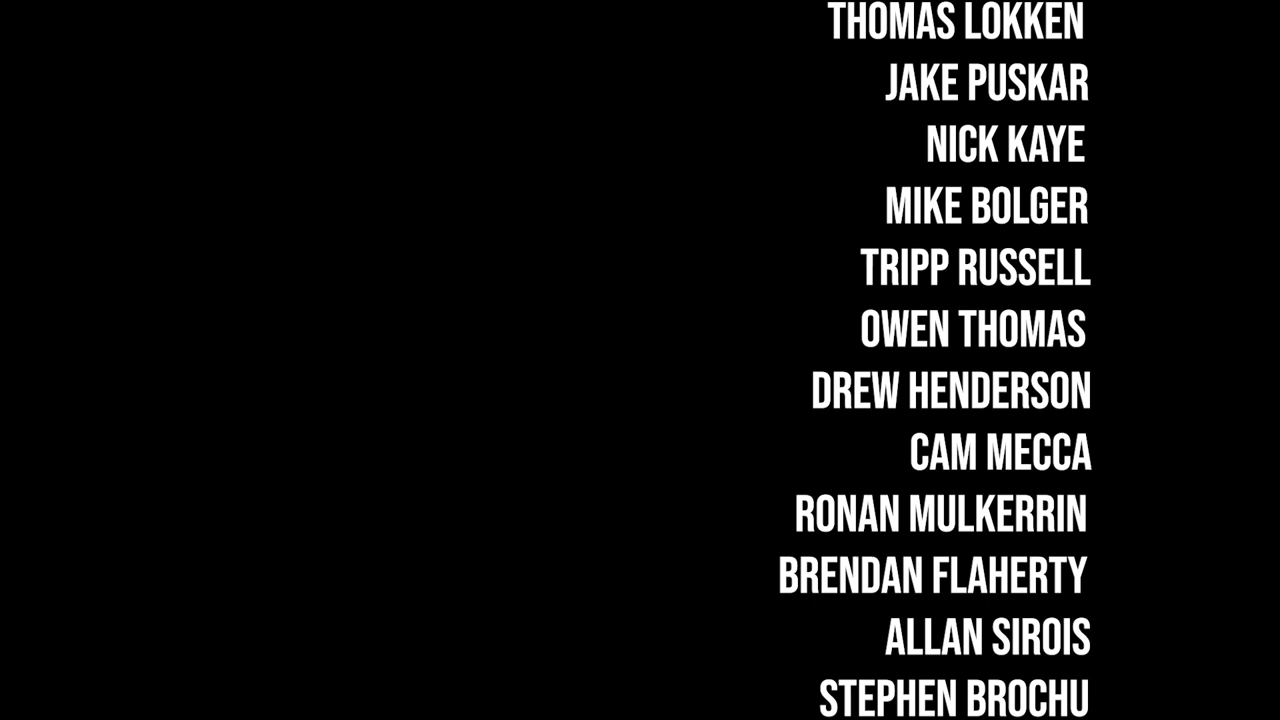 THOMAS LOKKEN
JAKE PUSKAR
NICK KAYE
MIKE BOLGER
TRIPP RUSSELL
OWEN THOMAS
DREW HENDERSON
CAM MECCA
RONAN MULKERRIN
BRENDAN FLAHERTY
ALLAN SIROIS
STEPHEN BROCHU